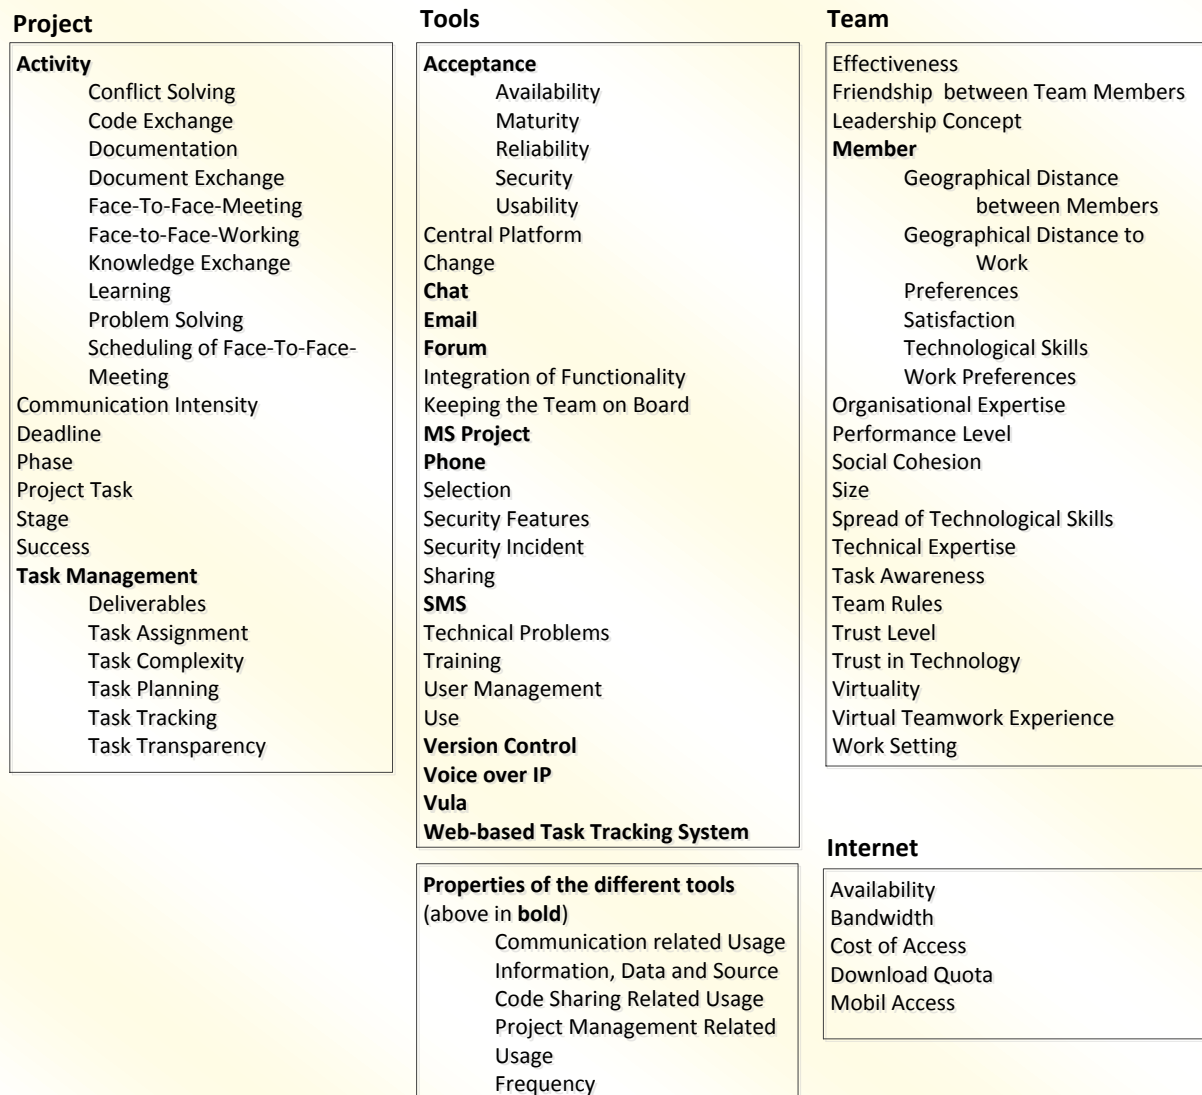 Project
Activity
Conflict Solving
Code Exchange
Documentation
Document Exchange
Face-To-Face-Meeting
Face-to-Face-Working
Knowledge Exchange
Learning
Problem Solving
Scheduling of Face-To-Face-
Meeting
Communication Intensity
Deadline
Phase
Project Task
Stage
Success
Task Management
Deliverables
Task Assignment
Task Complexity
Task Planning
Task Tracking
Task Transparency
Tools
Acceptance
Availability
Maturity
Reliability
Security
Usability
Central Platform
Change
Chat
Email
Forum
Integration of Functionality
Keeping the Team on Board
MS Project
Phone
Selection
Security Features
Security Incident
Sharing
SMS
Technical Problems
Training
User Management
Use
Version Control
Voice over IP
Vula
Web-based Task Tracking System
Properties of the different tools
(above in bold)
Communication related Usage
Information, Data and Source
Code Sharing Related Usage
Project Management Related
Usage
Frequency
Team
Effectiveness
Friendship between Team Members
Leadership Concept
Member
Geographical Distance
between Members
Geographical Distance to
Work
Preferences
Satisfaction
Technological Skills
Work Preferences
Organisational Expertise
Performance Level
Social Cohesion
Size
Spread of Technological Skills
Technical Expertise
Task Awareness
Team Rules
Trust Level
Trust in Technology
Virtuality
Virtual Teamwork Experience
Work Setting
Internet
Availability
Bandwidth
Cost of Access
Download Quota
Mobil Access